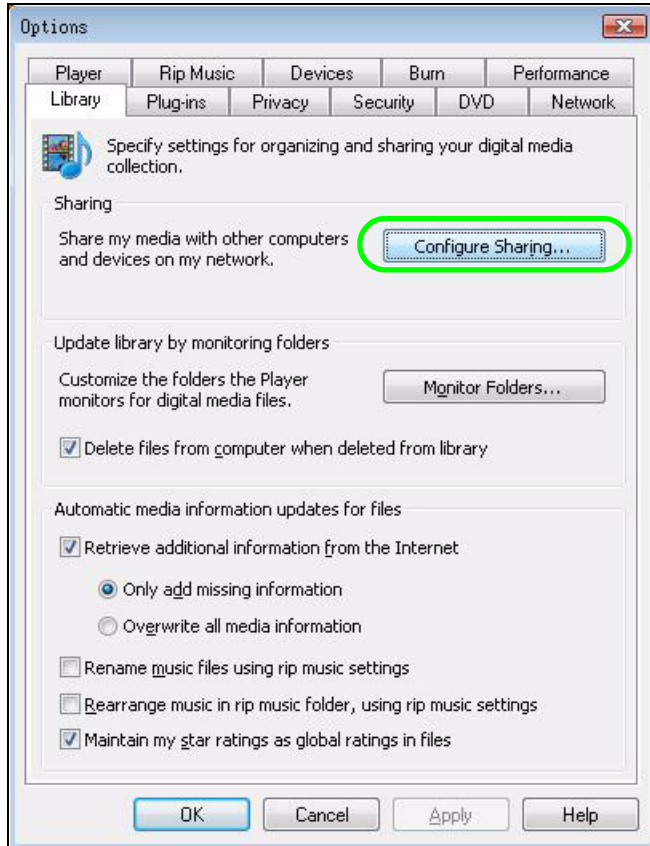 Options
Player Rip Music Devices Burn Performance
Library Plug-ins Privacy Security DVD Network
Specify settings for organizing and sharing your digital media
collection.
Sharing
Share my media with other computers
and devices on my network.
Configure Sharing...
Update library by monitoring folders
Customize the folders the Player
monitors for digital media files.
Monitor Folders...
Delete files from computer when deleted from library
Automatic media information updates for files
Retrieve additional information from the Internet
Only add missing information
Overwrite all media information
Rename music files using rip music settings
Rearrange music in rip music folder, using rip music settings
Maintain my star ratings as global ratings in files
OK Cancel Apply Help